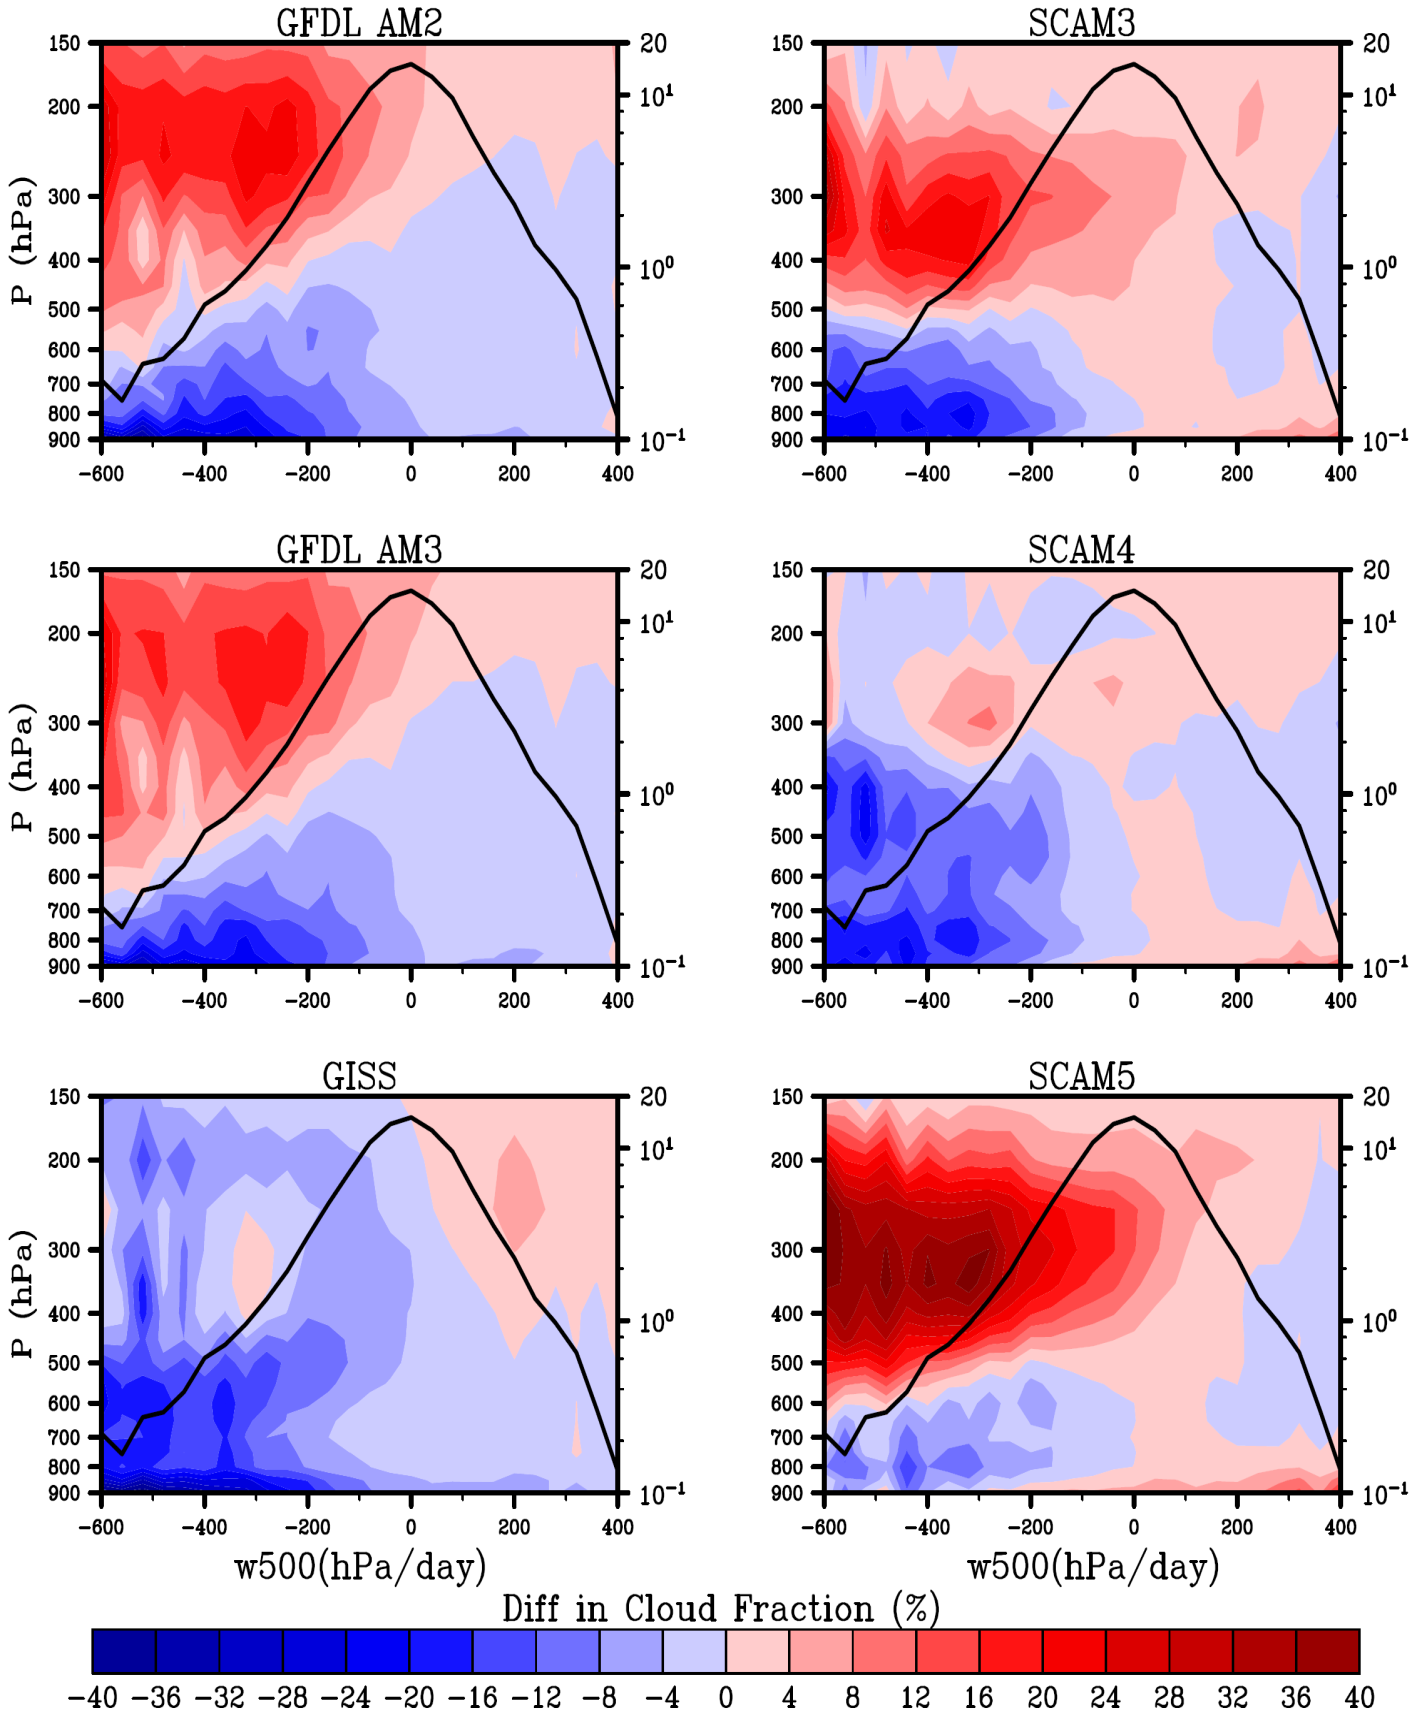 GFDL AM2
SCAM3
150 20 150 20
10¹ 10¹
200 200
300 300
10⁰ 10⁰
400 400
500 500
600 600
700 700
800 800
900 10⁻¹ 900 10⁻¹
P (hPa)
-600 -400 -200 0 200 400 -600 -400 -200 0 200 400
GFDL AM3
SCAM4
150 20 150 20
10¹ 10¹
200 200
300 300
10⁰ 10⁰
400 400
500 500
600 600
700 700
800 800
900 10⁻¹ 900 10⁻¹
P (hPa)
-600 -400 -200 0 200 400 -600 -400 -200 0 200 400
GISS
SCAM5
150 20 150 20
10¹ 10¹
200 200
300 300
10⁰ 10⁰
400 400
500 500
600 600
700 700
800 800
900 10⁻¹ 900 10⁻¹
P (hPa)
-600 -400 -200 0 200 400 -600 -400 -200 0 200 400
w500(hPa/day) w500(hPa/day)
Diff in Cloud Fraction (%)
-40 -36 -32 -28 -24 -20 -16 -12 -8 -4 0 4 8 12 16 20 24 28 32 36 40